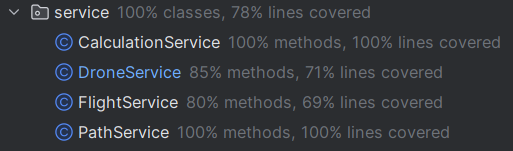 service 100% classes, 78% lines covered
CalculationService 100% methods, 100% lines covered
DroneService 85% methods, 71% lines covered
FlightService 80% methods, 69% lines covered
PathService 100% methods, 100% lines covered